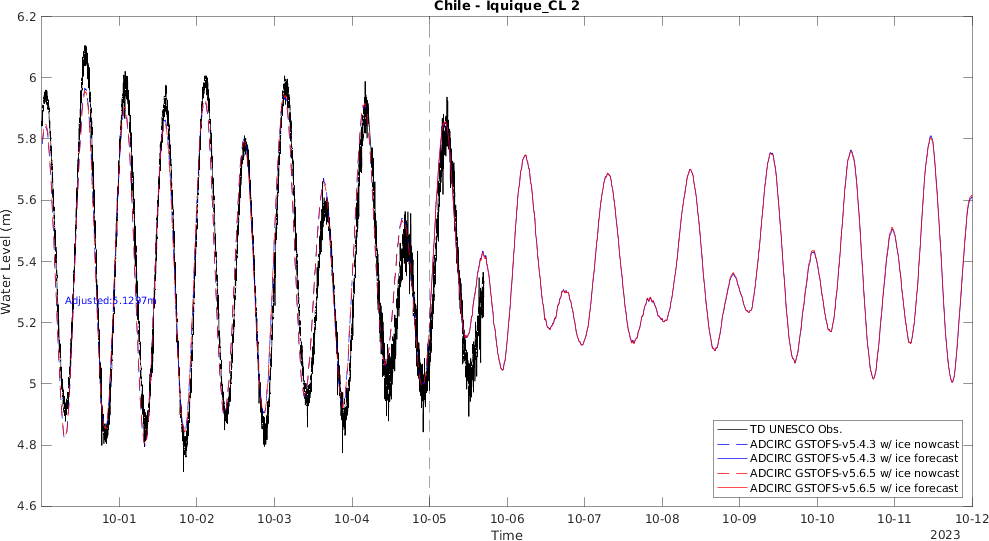 Chile - Iquique_CL 2
6.2
6
5.8
5.6
5.4
5.2
5
4.8
4.6
Water Level (m)
Adjusted:5.1297m
TD UNESCO Obs.
ADCIRC GSTOFS-v5.4.3 w/ ice nowcast
ADCIRC GSTOFS-v5.4.3 w/ ice forecast
ADCIRC GSTOFS-v5.6.5 w/ ice nowcast
ADCIRC GSTOFS-v5.6.5 w/ ice forecast
10-01 10-02 10-03 10-04 10-05 10-06 10-07 10-08 10-09 10-10 10-11 10-12
Time
2023